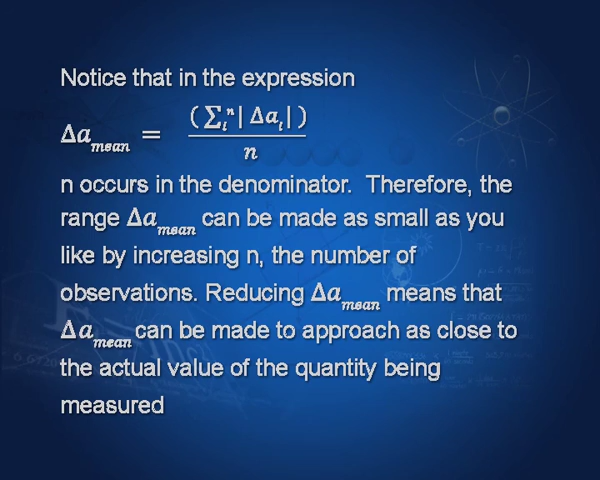 Notice that in the expression
Δa_mean = (∑ᵢⁿ| Δaᵢ| ) / n
n occurs in the denominator. Therefore, the
range Δa_mean can be made as small as you
like by increasing n, the number of
observations. Reducing Δa_mean means that
Δa_mean can be made to approach as close to
the actual value of the quantity being
measured